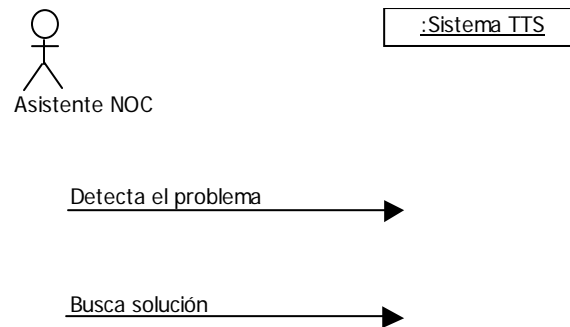 :Sistema TTS
Asistente NOC
Detecta el problema
Busca solución